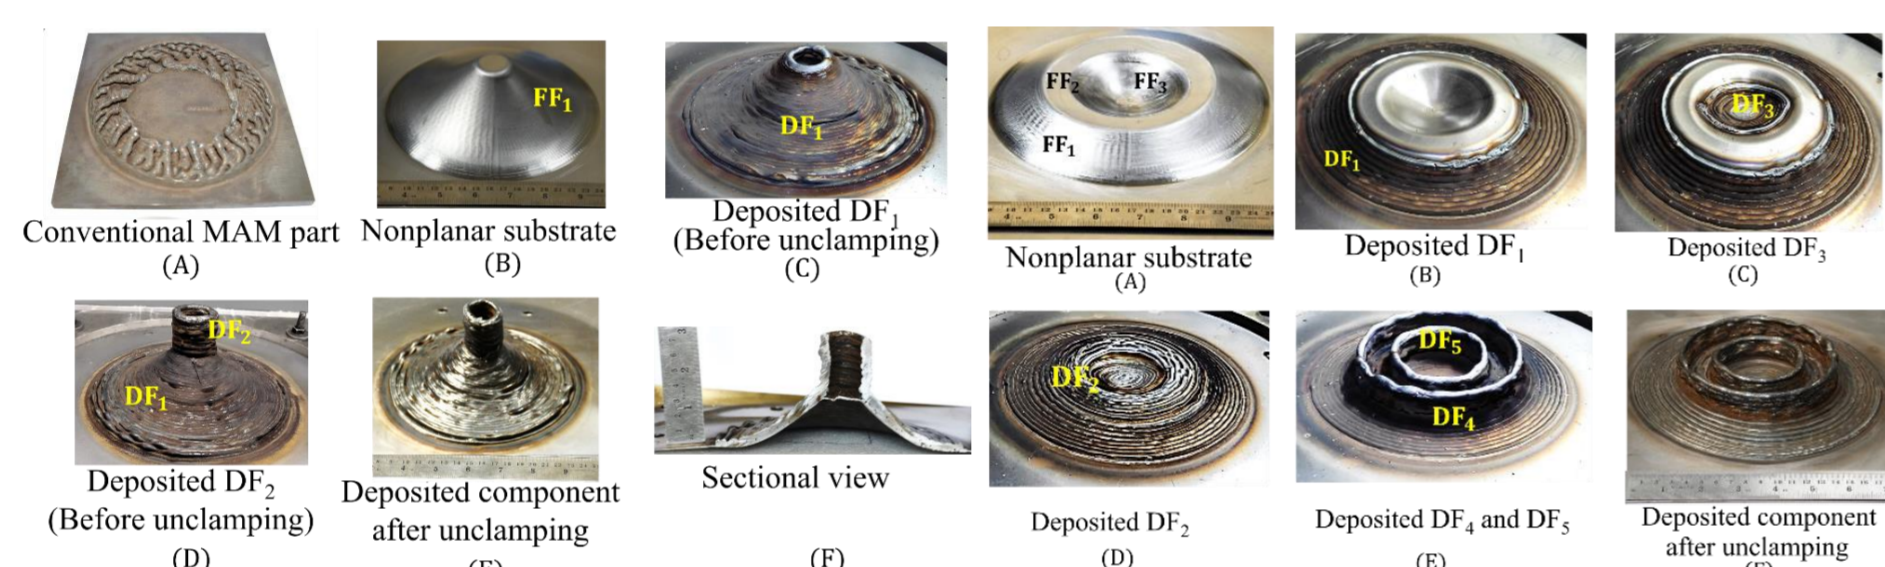 FF₁
DF₁
FF₂
FF₃
FF₁
DF₁
DF₃
Conventional MAM part
(A)
Nonplanar substrate
(B)
Deposited DF₁
(Before unclamping)
(C)
Nonplanar substrate
(A)
Deposited DF₁
(B)
Deposited DF₃
(C)
DF₂
DF₁
DF₂
DF₅
DF₄
Deposited DF₂
(Before unclamping)
(D)
Deposited component
after unclamping
(E)
Sectional view
(F)
Deposited DF₂
(D)
Deposited DF₄ and DF₅
(E)
Deposited component
after unclamping